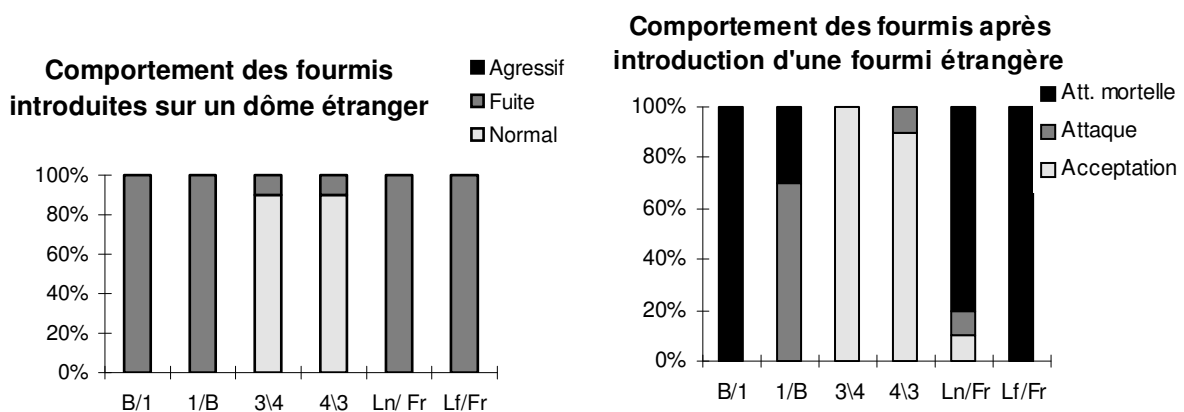 Comportement des fourmis
introduites sur un dôme étranger
Agressif
Fuite
Normal
100%
80%
60%
40%
20%
0%
B/1 1/B 3\4 4\3 Ln/ Fr Lf/Fr
Comportement des fourmis après
introduction d'une fourmi étrangère
Att. mortelle
Attaque
Acceptation
100%
80%
60%
40%
20%
0%
B/1 1/B 3\4 4\3 Ln/Fr Lf/Fr